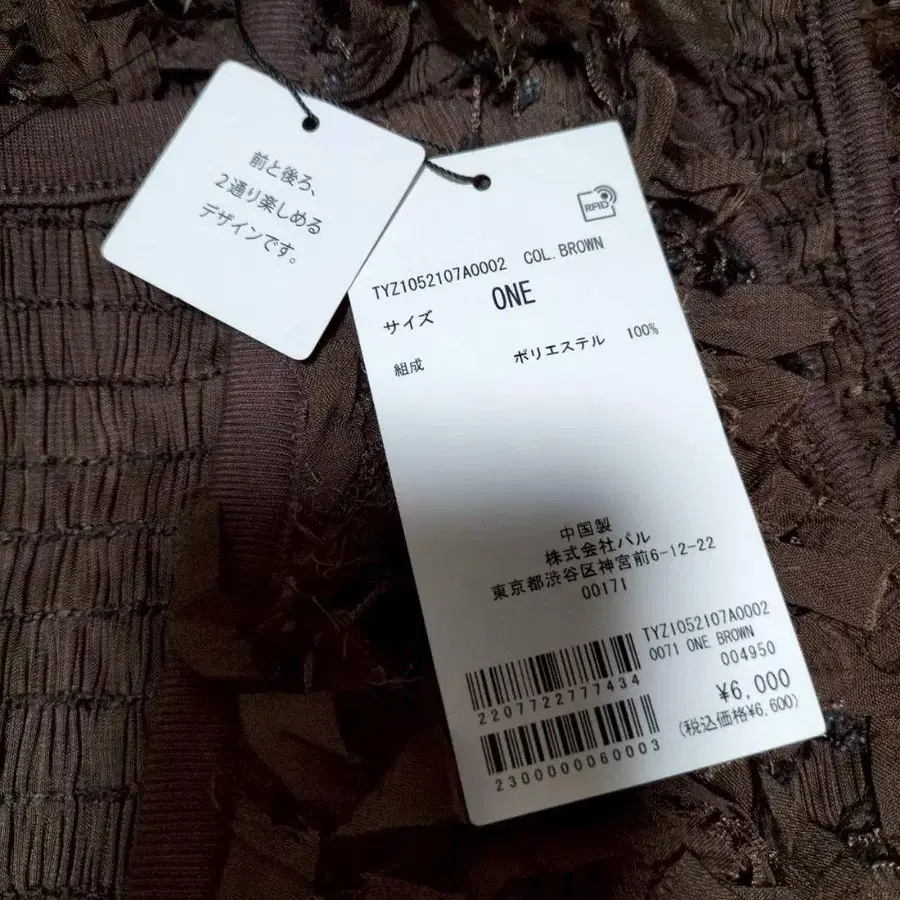 前と後ろ、
2通り楽しめる
デザインです。
RFID
TYZ1052107A0002 COL.BROWN
サイズ ONE
組成 ポリエステル 100%
中国製
株式会社パル
東京都渋谷区神宮前6-12-22
00171
TYZ1052107A0002
0071 ONE BROWN
004950
2207722777434
¥6,000
(税込価格¥6,600)
2300000060003